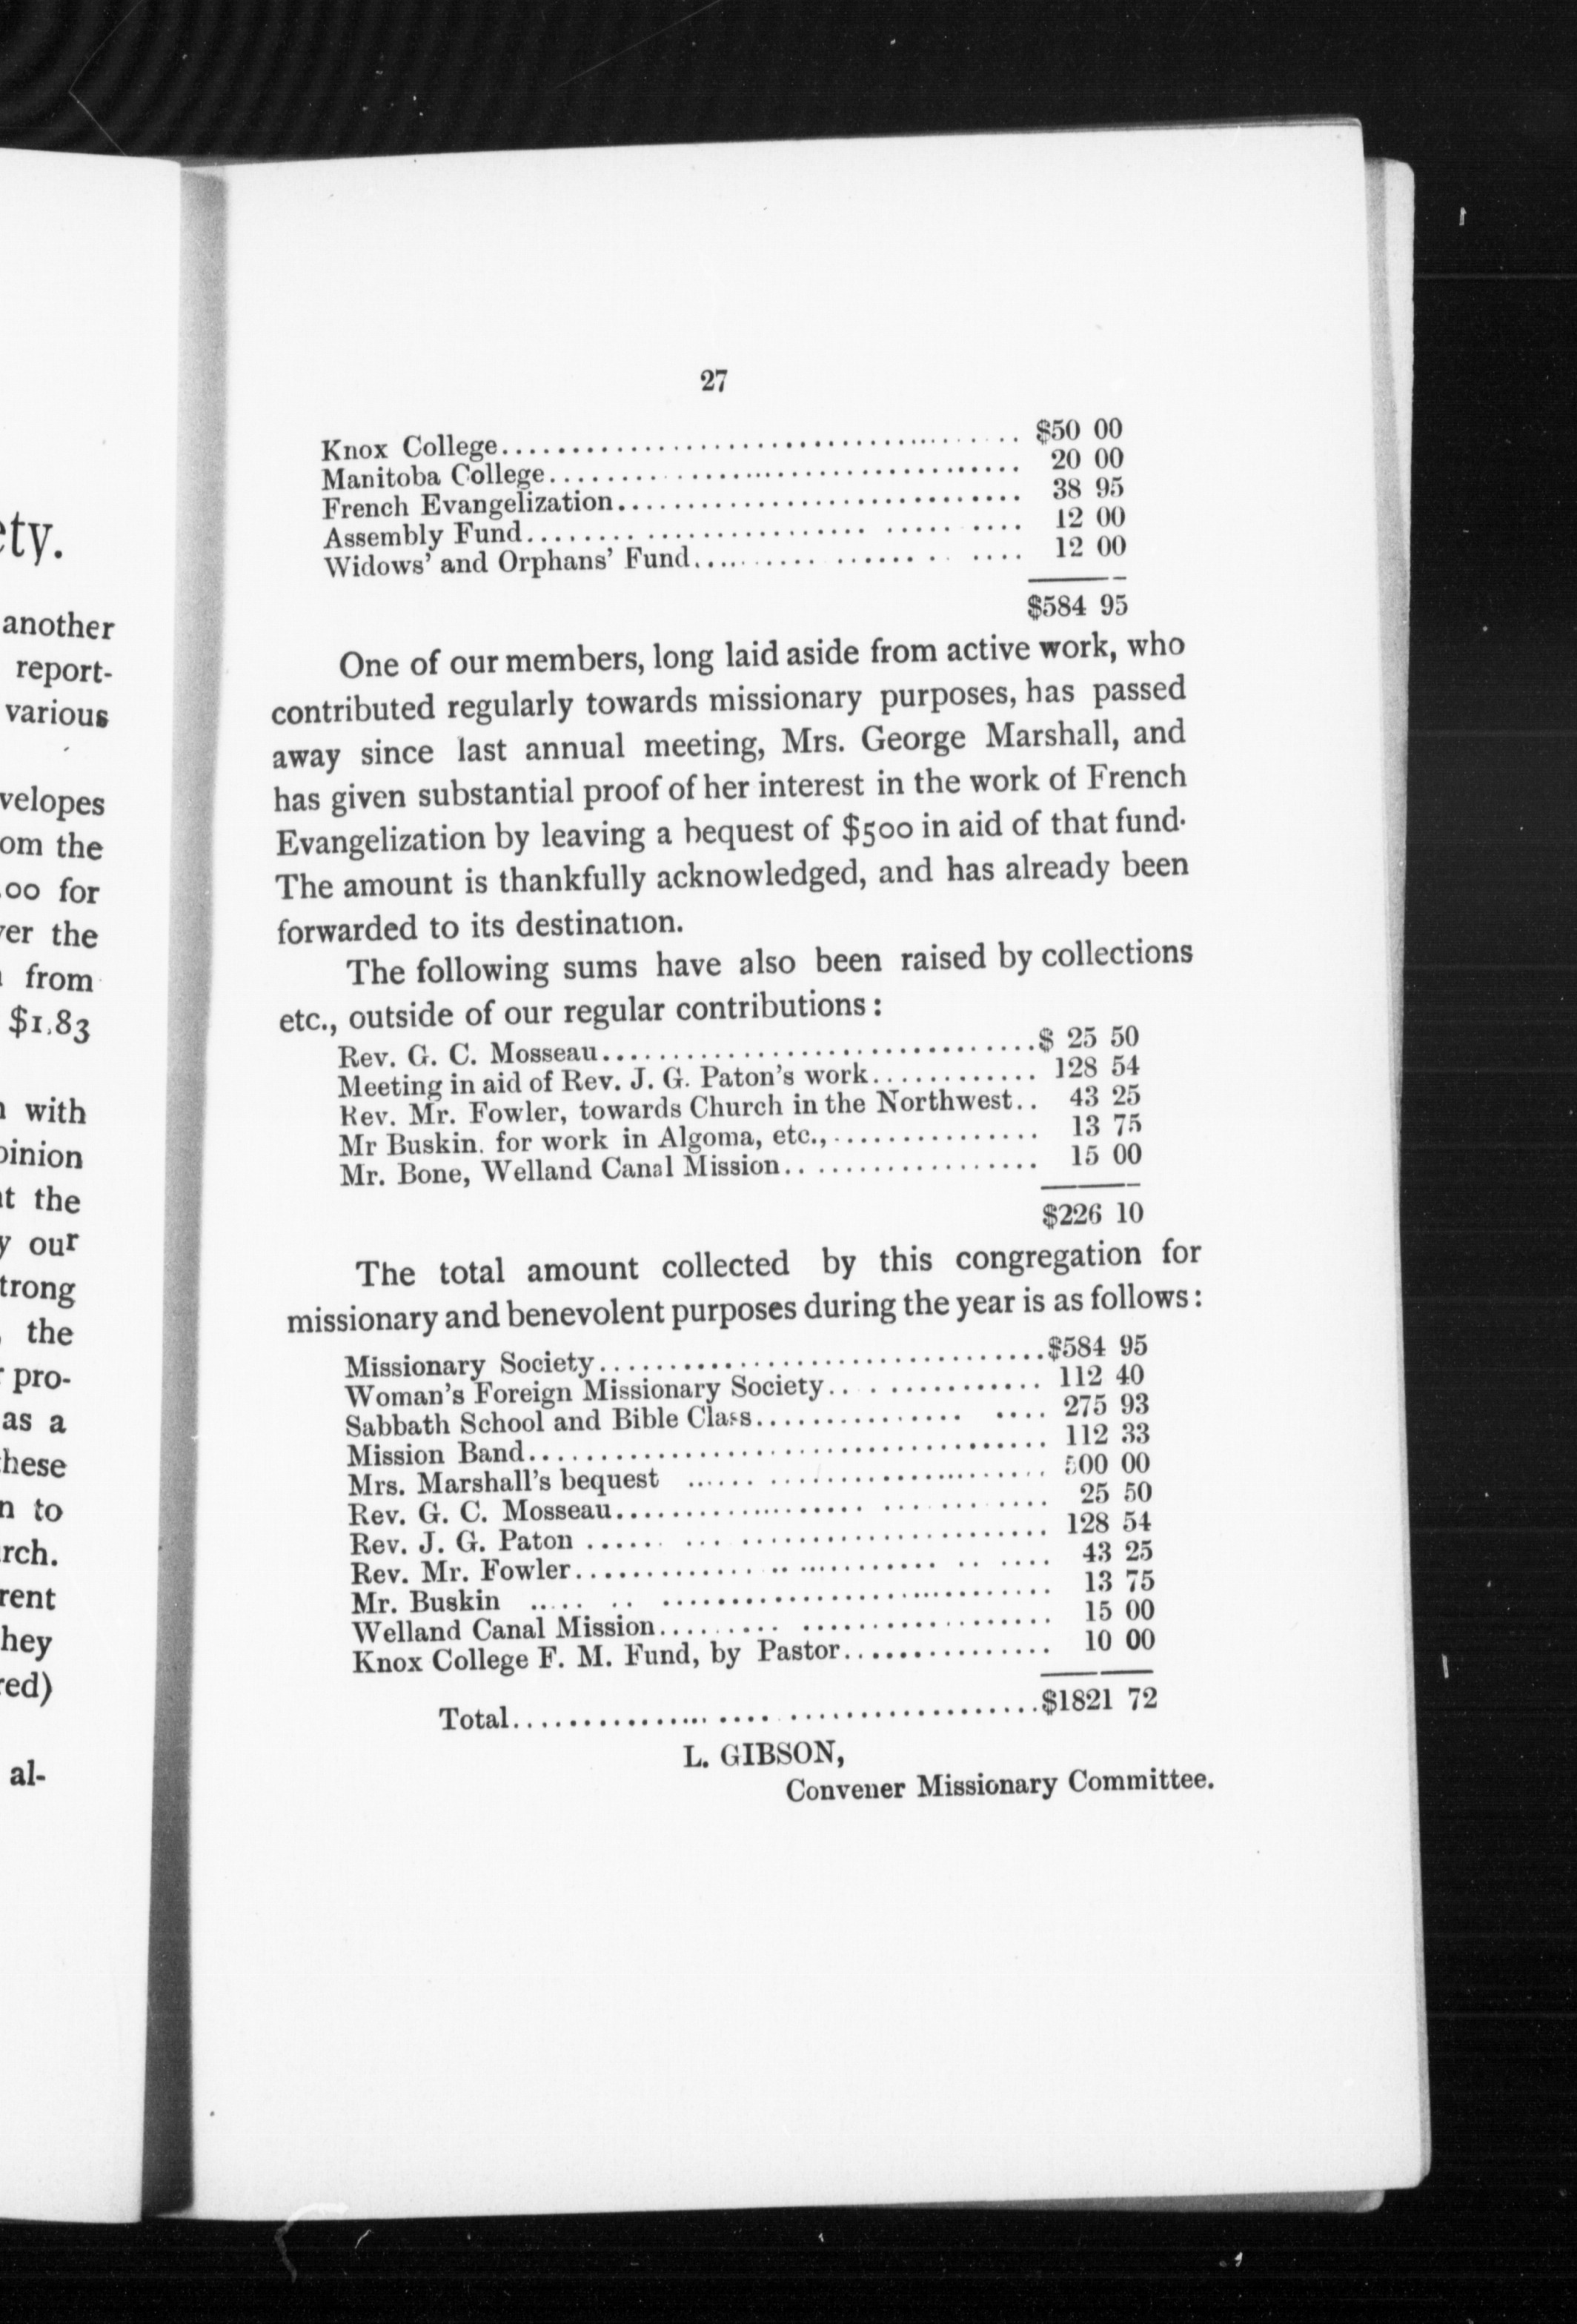 ety.
another
report-
various
velopes
om the
.00 for
ver the
from
$1.83
with
pinion
at the
y our
trong
, the
pro-
as a
these
n to
rch.
rent
hey
red)
al-
27
Knox College........................................ $50 00
Manitoba College.................................... 20 00
French Evangelization............................... 38 95
Assembly Fund....................................... 12 00
Widows' and Orphans' Fund........................... 12 00
$584 95
One of our members, long laid aside from active work, who
contributed regularly towards missionary purposes, has passed
away since last annual meeting, Mrs. George Marshall, and
has given substantial proof of her interest in the work of French
Evangelization by leaving a bequest of $500 in aid of that fund.
The amount is thankfully acknowledged, and has already been
forwarded to its destination.
The following sums have also been raised by collections
etc., outside of our regular contributions:
Rev. G. C. Mosseau..................................$ 25 50
Meeting in aid of Rev. J. G. Paton's work............ 128 54
Rev. Mr. Fowler, towards Church in the Northwest.. 43 25
Mr Buskin. for work in Algoma, etc.,............... 13 75
Mr. Bone, Welland Canal Mission.................. 15 00
$226 10
The total amount collected by this congregation for
missionary and benevolent purposes during the year is as follows:
Missionary Society..................................$584 95
Woman's Foreign Missionary Society............... 112 40
Sabbath School and Bible Class................... 275 93
Mission Band..................................... 112 33
Mrs. Marshall's bequest ......................... 500 00
Rev. G. C. Mosseau............................... 25 50
Rev. J. G. Paton ................................ 128 54
Rev. Mr. Fowler.................................. 43 25
Mr. Buskin ...................................... 13 75
Welland Canal Mission............................ 15 00
Knox College F. M. Fund, by Pastor............... 10 00
Total.....................................$1821 72
L. GIBSON,
Convener Missionary Committee.